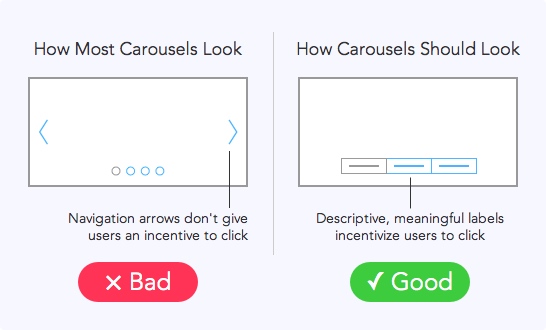 How Most Carousels Look
Navigation arrows don't give
users an incentive to click
Bad
How Carousels Should Look
Descriptive, meaningful labels
incentivize users to click
Good